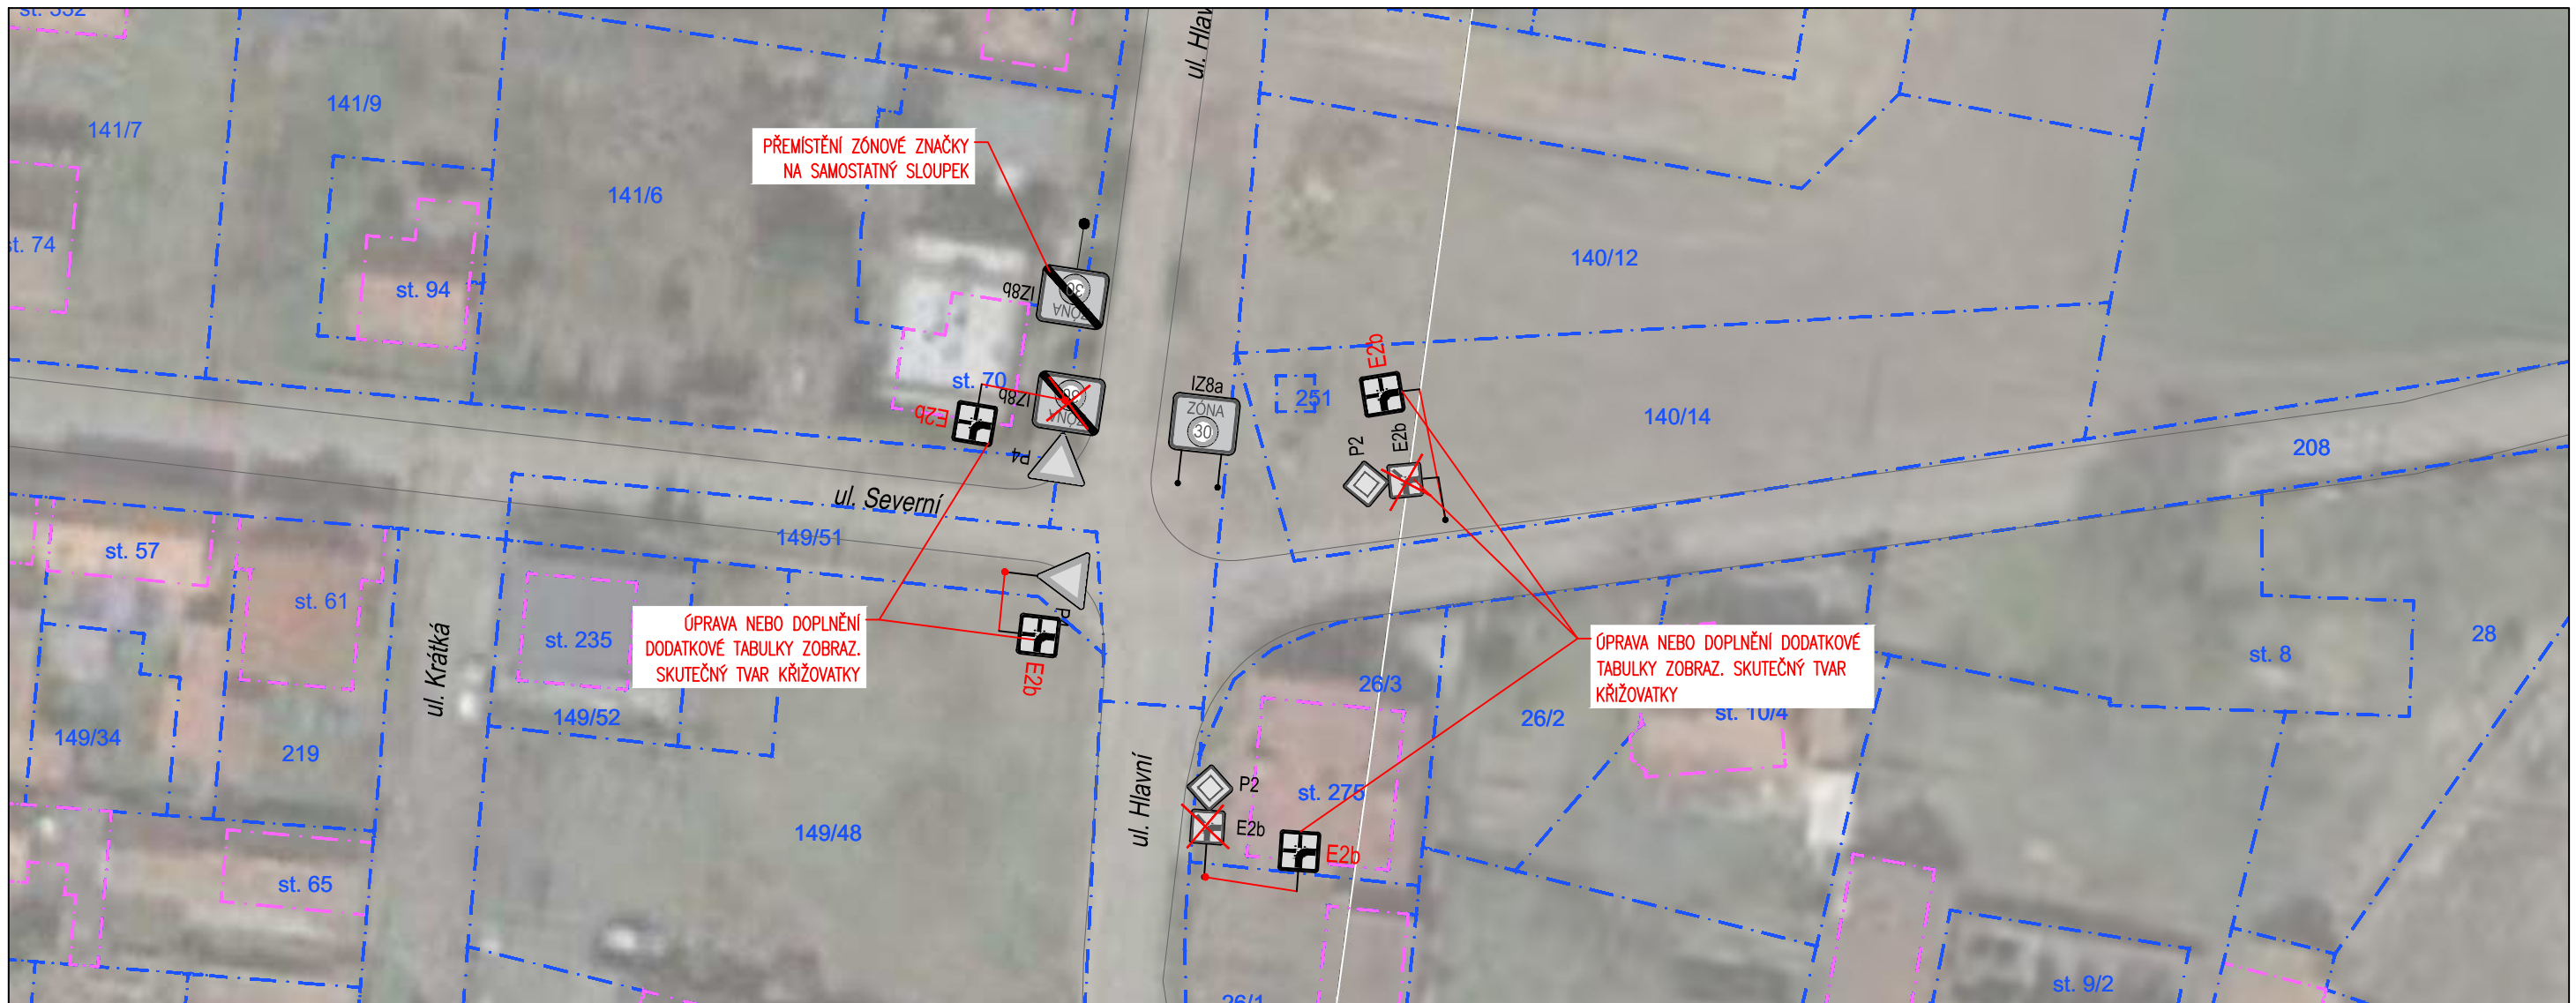 st. 332
141/7
141/9
141/6
st. 74
st. 94
PŘEMÍSTĚNÍ ZÓNOVÉ ZNAČKY
NA SAMOSTATNÝ SLOUPEK
ul. Hlav
IZ8b
30
ZÓNA
st. 70
IZ8b
30
ZÓNA
E2b
P4
IZ8a
ZÓNA
30
251
E2b
P2
E2b
140/12
140/14
208
ul. Severní
149/51
st. 57
st. 61
st. 235
ul. Krátká
149/34
219
149/52
ÚPRAVA NEBO DOPLNĚNÍ
DODATKOVÉ TABULKY ZOBRAZ.
SKUTEČNÝ TVAR KŘIŽOVATKY
E2b
ÚPRAVA NEBO DOPLNĚNÍ DODATKOVÉ
TABULKY ZOBRAZ. SKUTEČNÝ TVAR
KŘIŽOVATKY
26/3
26/2
st. 10/4
st. 8
28
ul. Hlavní
P2
E2b
st. 275
E2b
149/48
st. 65
26/1
st. 9/2